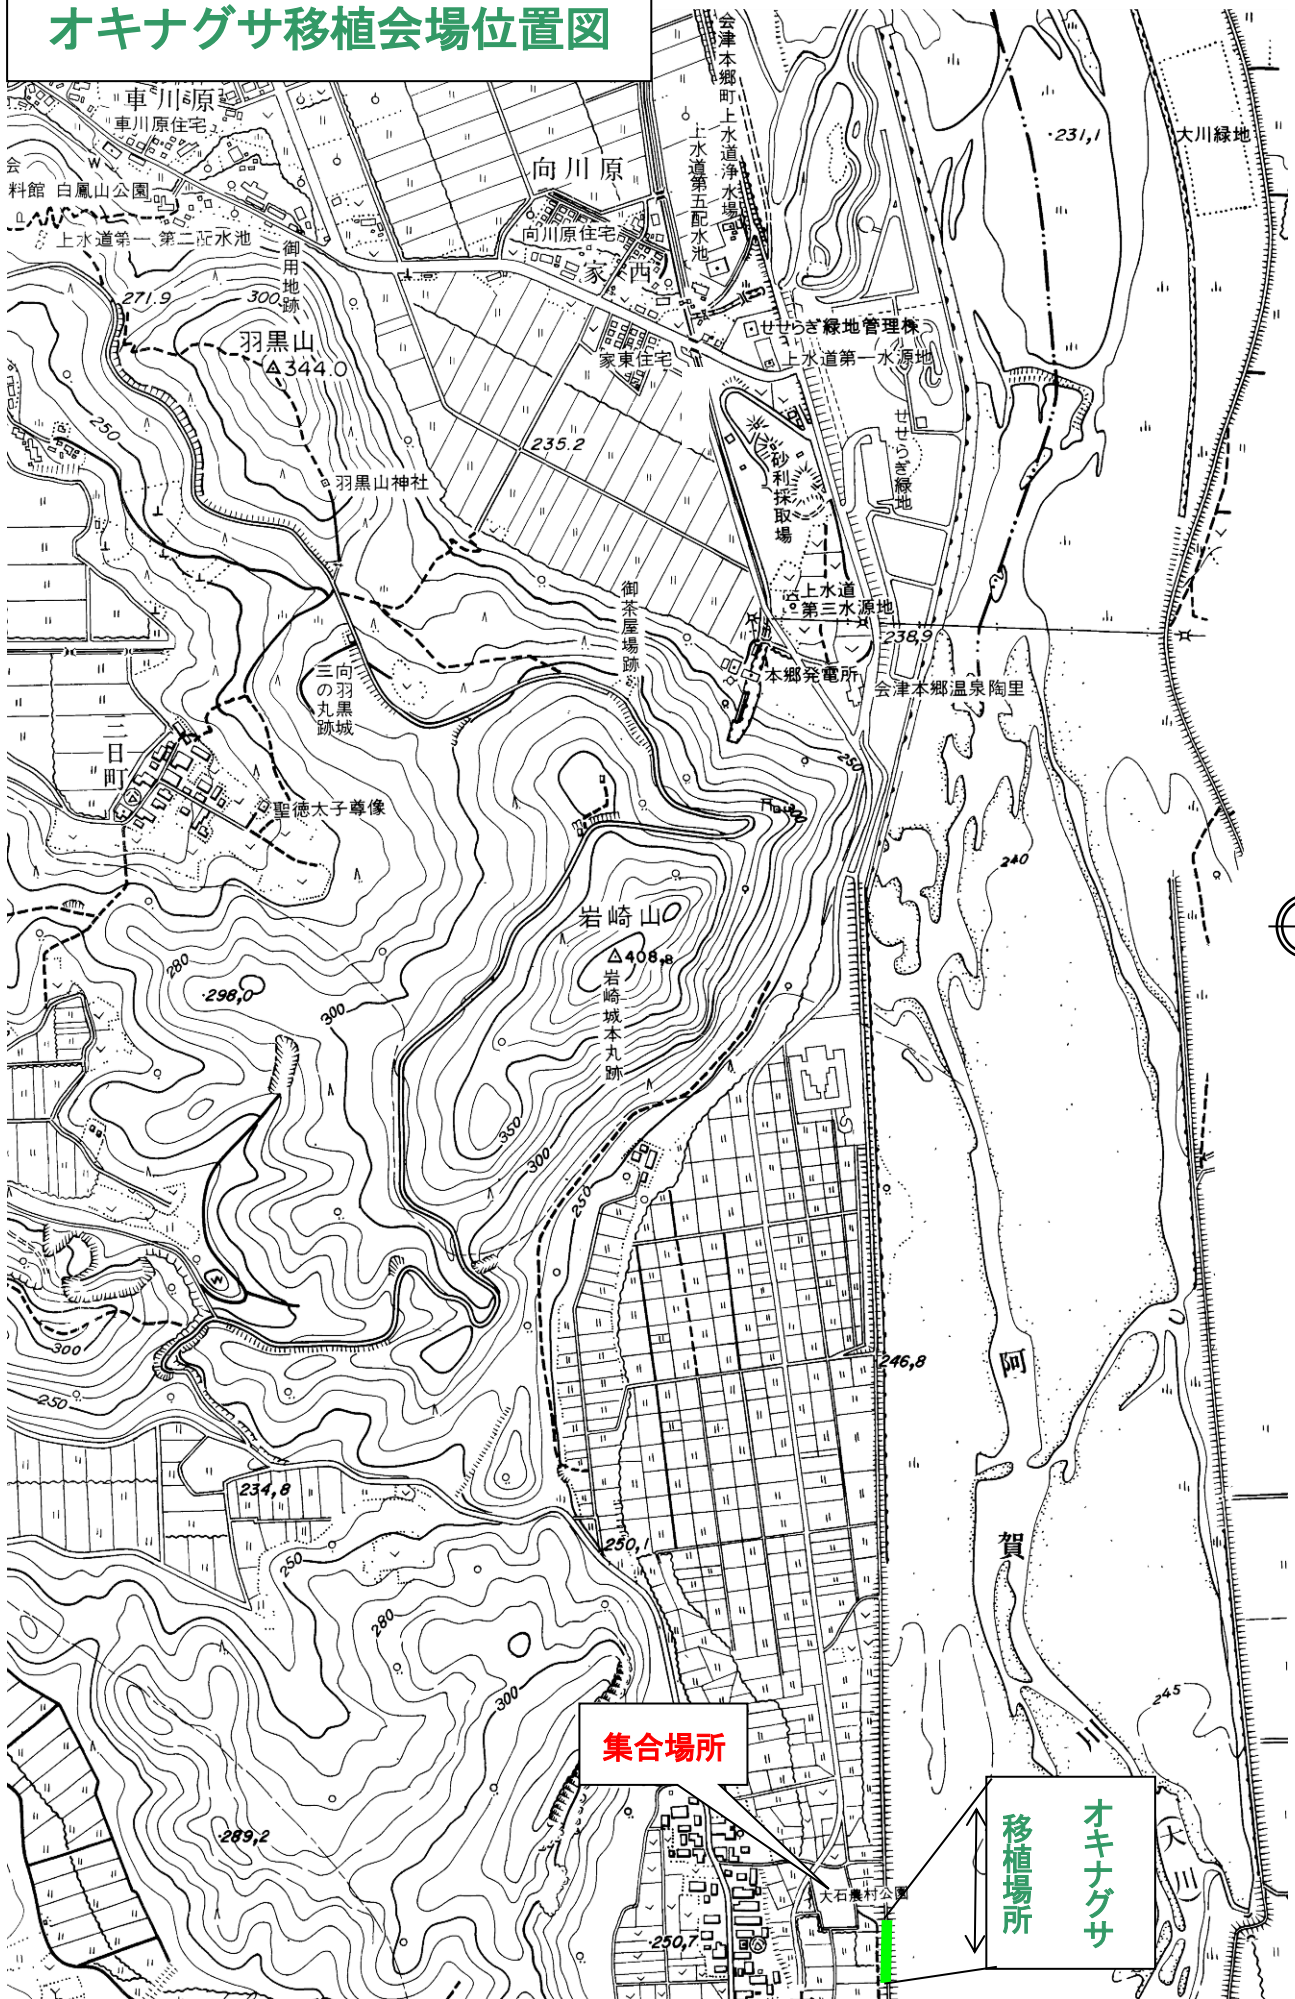 オキナグサ移植会場位置図
車川原
車川原住宅
会
料館 白鳳山公園
上水道第一、第二配水池
御用地跡
271.9
300
羽黒山
344.0
250
羽黒山神社
向川原
向川原住宅
家西
家東住宅
235.2
会津本郷町上水道浄水場
上水道第五配水池
せせらぎ緑地管理棟
上水道第一水源地
せせらぎ緑地
砂利採取場
上水道
第三水源地
238,9
本郷発電所
会津本郷温泉陶里
231,1
大川緑地
御茶屋場跡
向羽黒城
三の丸跡
三日町
聖徳太子尊像
250
300
240
岩崎山
408,8
岩崎城本丸跡
280
298,0
300
350
300
250
300
250
246,8
阿
賀
川
(大川)
234,8
250,1
250
280
300
245
289,2
250,7
集合場所
大石農村公園
オキナグサ
移植場所